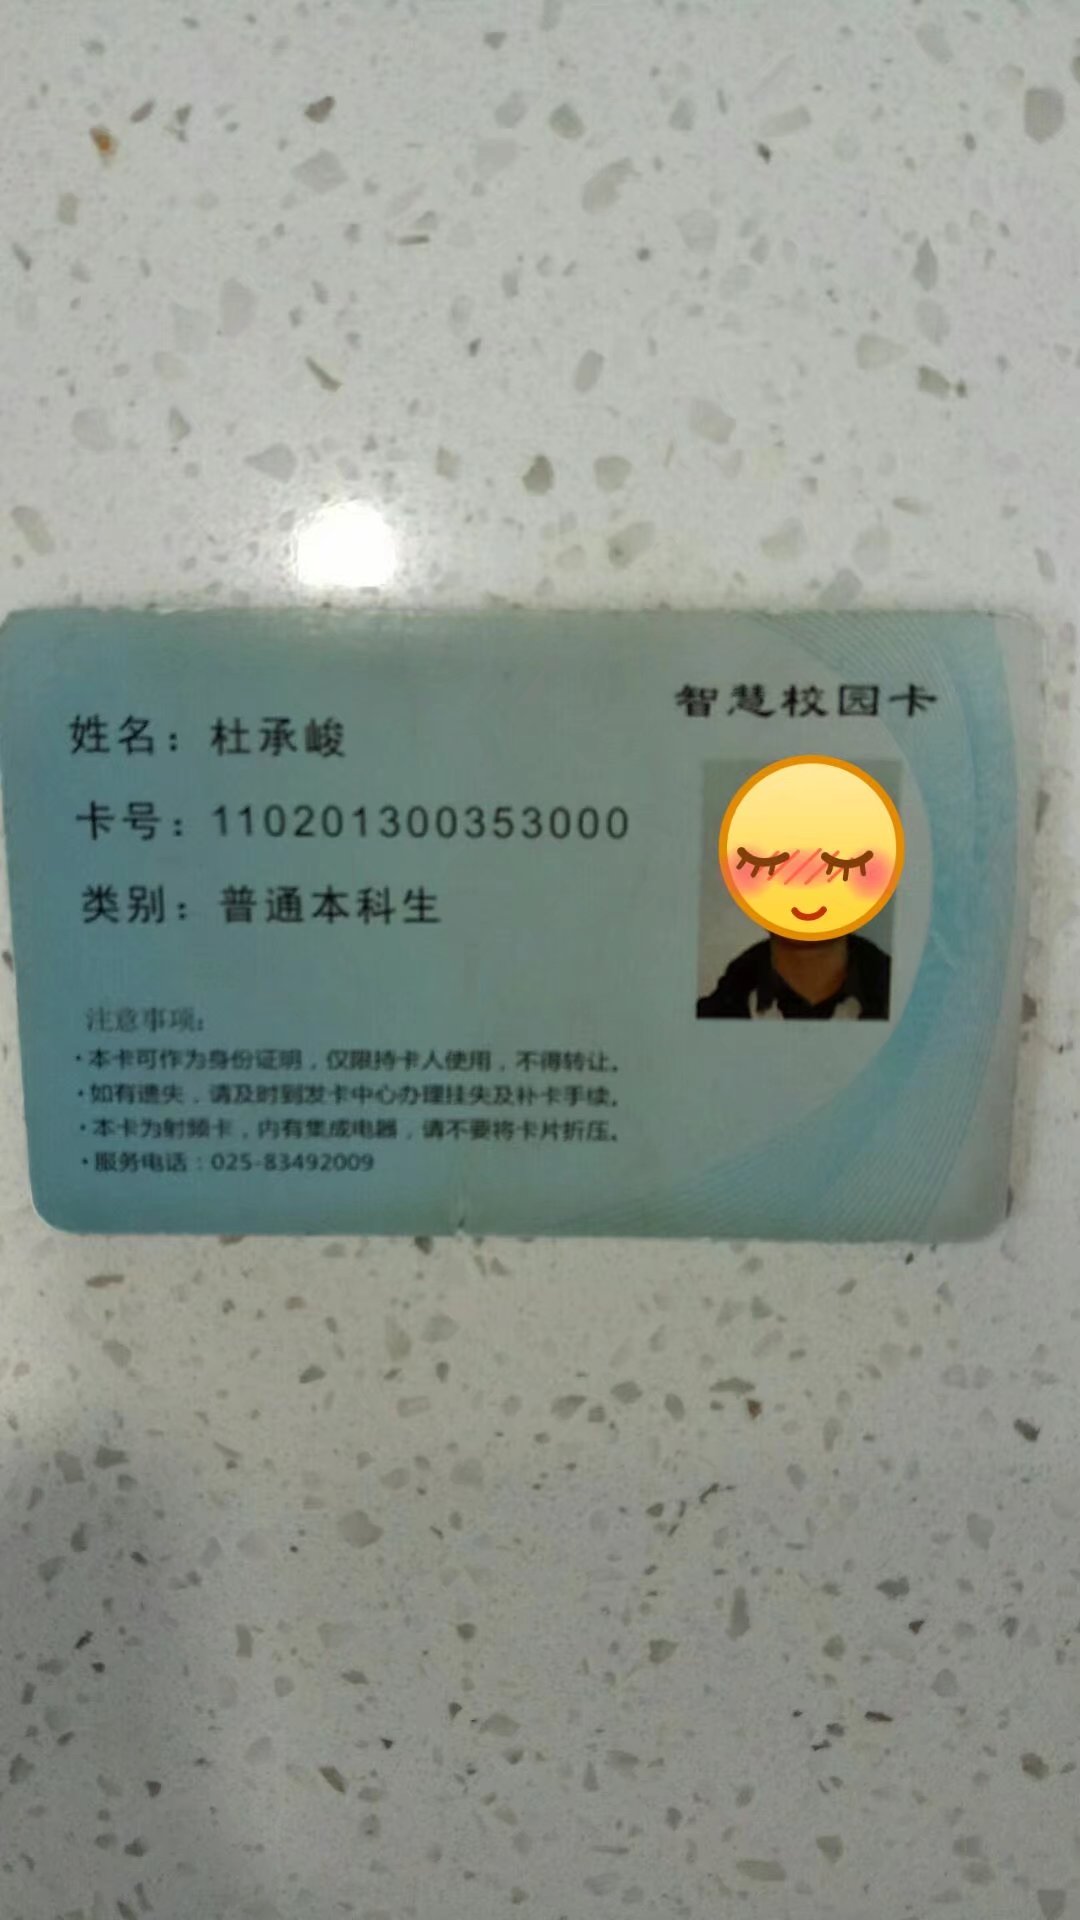 智慧校园卡
姓名：杜承峻
卡号：110201300353000
类别：普通本科生
注意事项：
·本卡可作为身份证明，仅限持卡人使用，不得转让。
·如有遗失，请及时到发卡中心办理挂失及补卡手续。
·本卡为射频卡，内有集成电器，请不要将卡片折压。
·服务电话：025-83492009